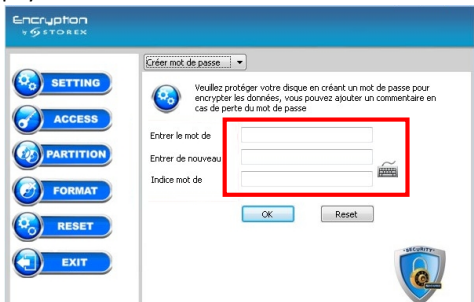 Encryption
by STOREX
Créer mot de passe
SETTING
Veuillez protéger votre disque en créant un mot de passe pour
encrypter les données, vous pouvez ajouter un commentaire en
cas de perte du mot de passe
ACCESS
Entrer le mot de
PARTITION
Entrer de nouveau
Indice mot de
FORMAT
OK
Reset
RESET
SECURITY
EXIT